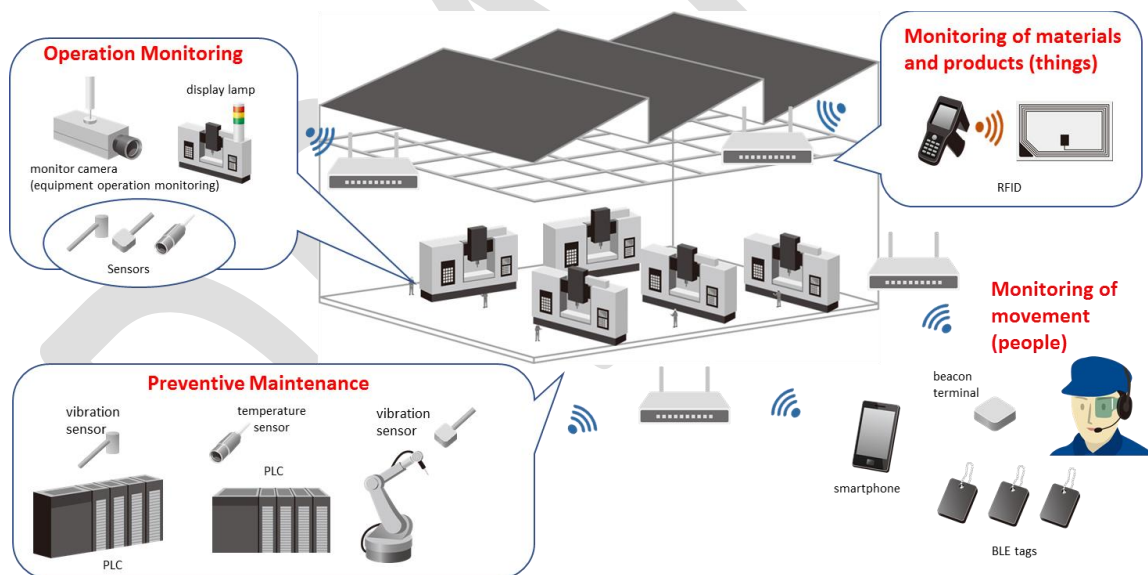 Operation Monitoring
display lamp
monitor camera
(equipment operation monitoring)
Sensors
Monitoring of materials
and products (things)
RFID
Monitoring of
movement
(people)
beacon
terminal
smartphone
BLE tags
Preventive Maintenance
vibration
sensor
PLC
temperature
sensor
PLC
vibration
sensor